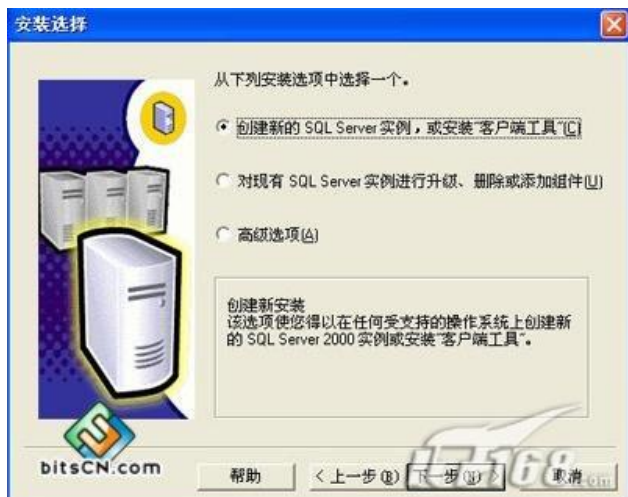 安装选择
从下列安装选项中选择一个。
创建新的 SQL Server 实例，或安装"客户端工具"(C)
对现有 SQL Server 实例进行升级、删除或添加组件(U)
高级选项(A)
创建新安装
该选项使您得以在任何受支持的操作系统上创建新
的 SQL Server 2000 实例或安装"客户端工具"。
bitsCN.com
帮助
< 上一步(B)
下一步(N) >
取消
IT168.com